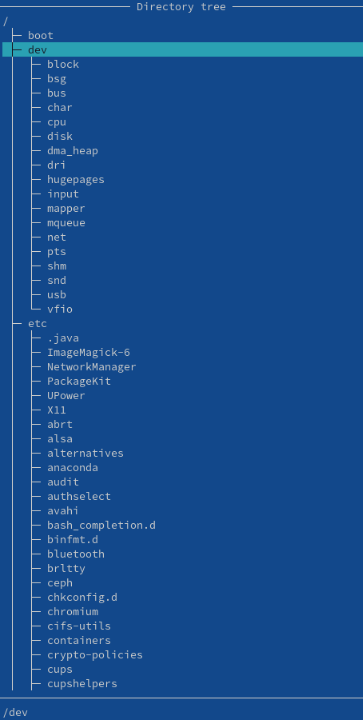 Directory tree
/
boot
dev
block
bsg
bus
char
cpu
disk
dma_heap
dri
hugepages
input
mapper
mqueue
net
pts
shm
snd
usb
vfio
etc
.java
ImageMagick-6
NetworkManager
PackageKit
UPower
X11
abrt
alsa
alternatives
anaconda
audit
authselect
avahi
bash_completion.d
binfmt.d
bluetooth
brltty
ceph
chkconfig.d
chromium
cifs-utils
containers
crypto-policies
cups
cupshelpers
/dev